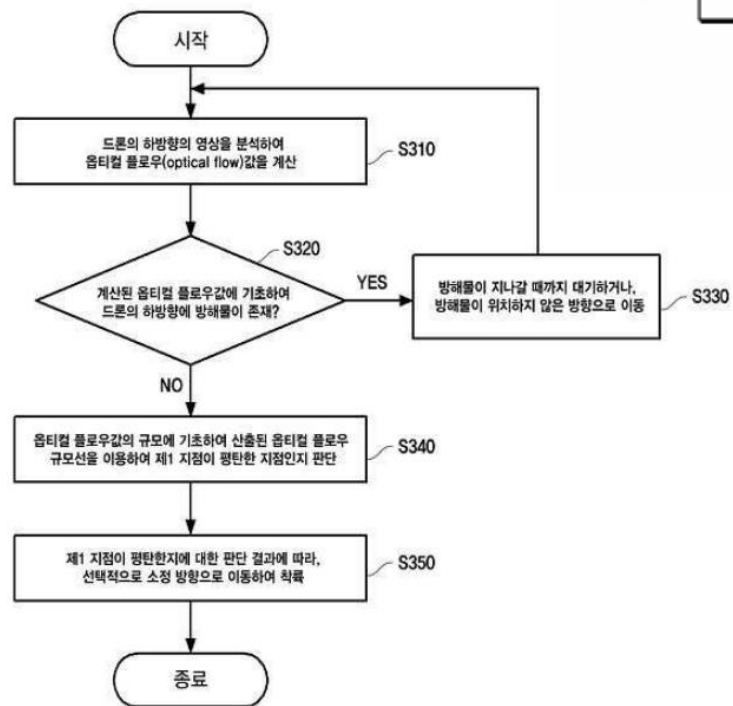 시작
드론의 하방향의 영상을 분석하여
옵티컬 플로우(optical flow)값을 계산
S310
S320
계산된 옵티컬 플로우값에 기초하여
드론의 하방향에 방해물이 존재?
YES
방해물이 지나갈 때까지 대기하거나,
방해물이 위치하지 않은 방향으로 이동
S330
NO
옵티컬 플로우값의 규모에 기초하여 산출된 옵티컬 플로우
규모선을 이용하여 제1 지점이 평탄한 지점인지 판단
S340
제1 지점이 평탄한지에 대한 판단 결과에 따라,
선택적으로 소정 방향으로 이동하여 착륙
S350
종료